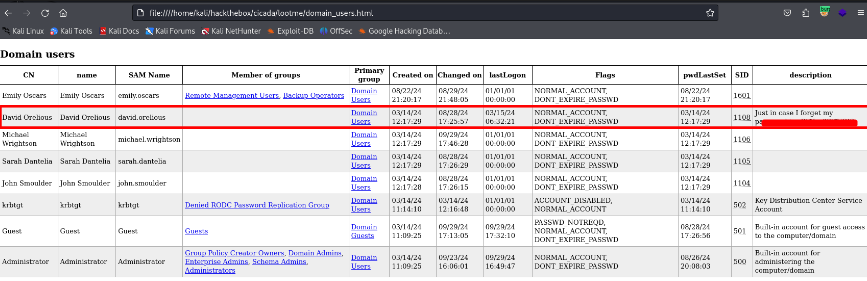 file:////home/kali/hackthebox/cicada/lootme/domain_users.html
Kali Linux Kali Tools Kali Docs Kali Forums Kali NetHunter Exploit-DB OffSec Google Hacking Datab…
Domain users
CN name SAM Name Member of groups Primary group Created on Changed on lastLogon Flags pwdLastSet SID description
Emily Oscars Emily Oscars emily.oscars Remote Management Users, Backup Operators Domain Users 08/22/24 21:20:17 08/29/24 21:48:05 01/01/01 00:00:00 NORMAL_ACCOUNT, DONT_EXPIRE_PASSWD 08/22/24 21:20:17 1601
David Orelious David Orelious david.orelious Domain Users 03/14/24 12:17:29 08/28/24 17:25:57 03/15/24 06:32:21 NORMAL_ACCOUNT, DONT_EXPIRE_PASSWD 03/14/24 12:17:29 1108 Just in case I forget my
Michael Wrightson Michael Wrightson michael.wrightson Domain Users 03/14/24 12:17:29 09/29/24 17:46:28 01/01/01 00:00:00 NORMAL_ACCOUNT, DONT_EXPIRE_PASSWD 03/14/24 12:17:29 1106
Sarah Dantelia Sarah Dantelia sarah.dantelia Domain Users 03/14/24 12:17:29 08/28/24 17:26:29 01/01/01 00:00:00 NORMAL_ACCOUNT, DONT_EXPIRE_PASSWD 03/14/24 12:17:29 1105
John Smoulder John Smoulder john.smoulder Domain Users 03/14/24 12:17:28 08/28/24 17:26:15 01/01/01 00:00:00 NORMAL_ACCOUNT, DONT_EXPIRE_PASSWD 03/14/24 12:17:29 1104
krbtgt krbtgt krbtgt Denied RODC Password Replication Group Domain Users 03/14/24 11:14:10 03/14/24 12:16:48 01/01/01 00:00:00 ACCOUNT_DISABLED, NORMAL_ACCOUNT 03/14/24 11:14:10 502 Key Distribution Center Service Account
Guest Guest Guest Guests Domain Guests 03/14/24 11:09:25 09/29/24 17:13:05 09/29/24 17:32:10 PASSWD_NOTREQD, NORMAL_ACCOUNT, DONT_EXPIRE_PASSWD 08/28/24 17:26:56 501 Built-in account for guest access to the computer/domain
Administrator Administrator Administrator Group Policy Creator Owners, Domain Admins, Enterprise Admins, Schema Admins, Administrators Domain Users 03/14/24 11:09:25 09/23/24 16:06:01 09/29/24 16:49:47 NORMAL_ACCOUNT, DONT_EXPIRE_PASSWD 08/26/24 20:08:03 500 Built-in account for administering the computer/domain